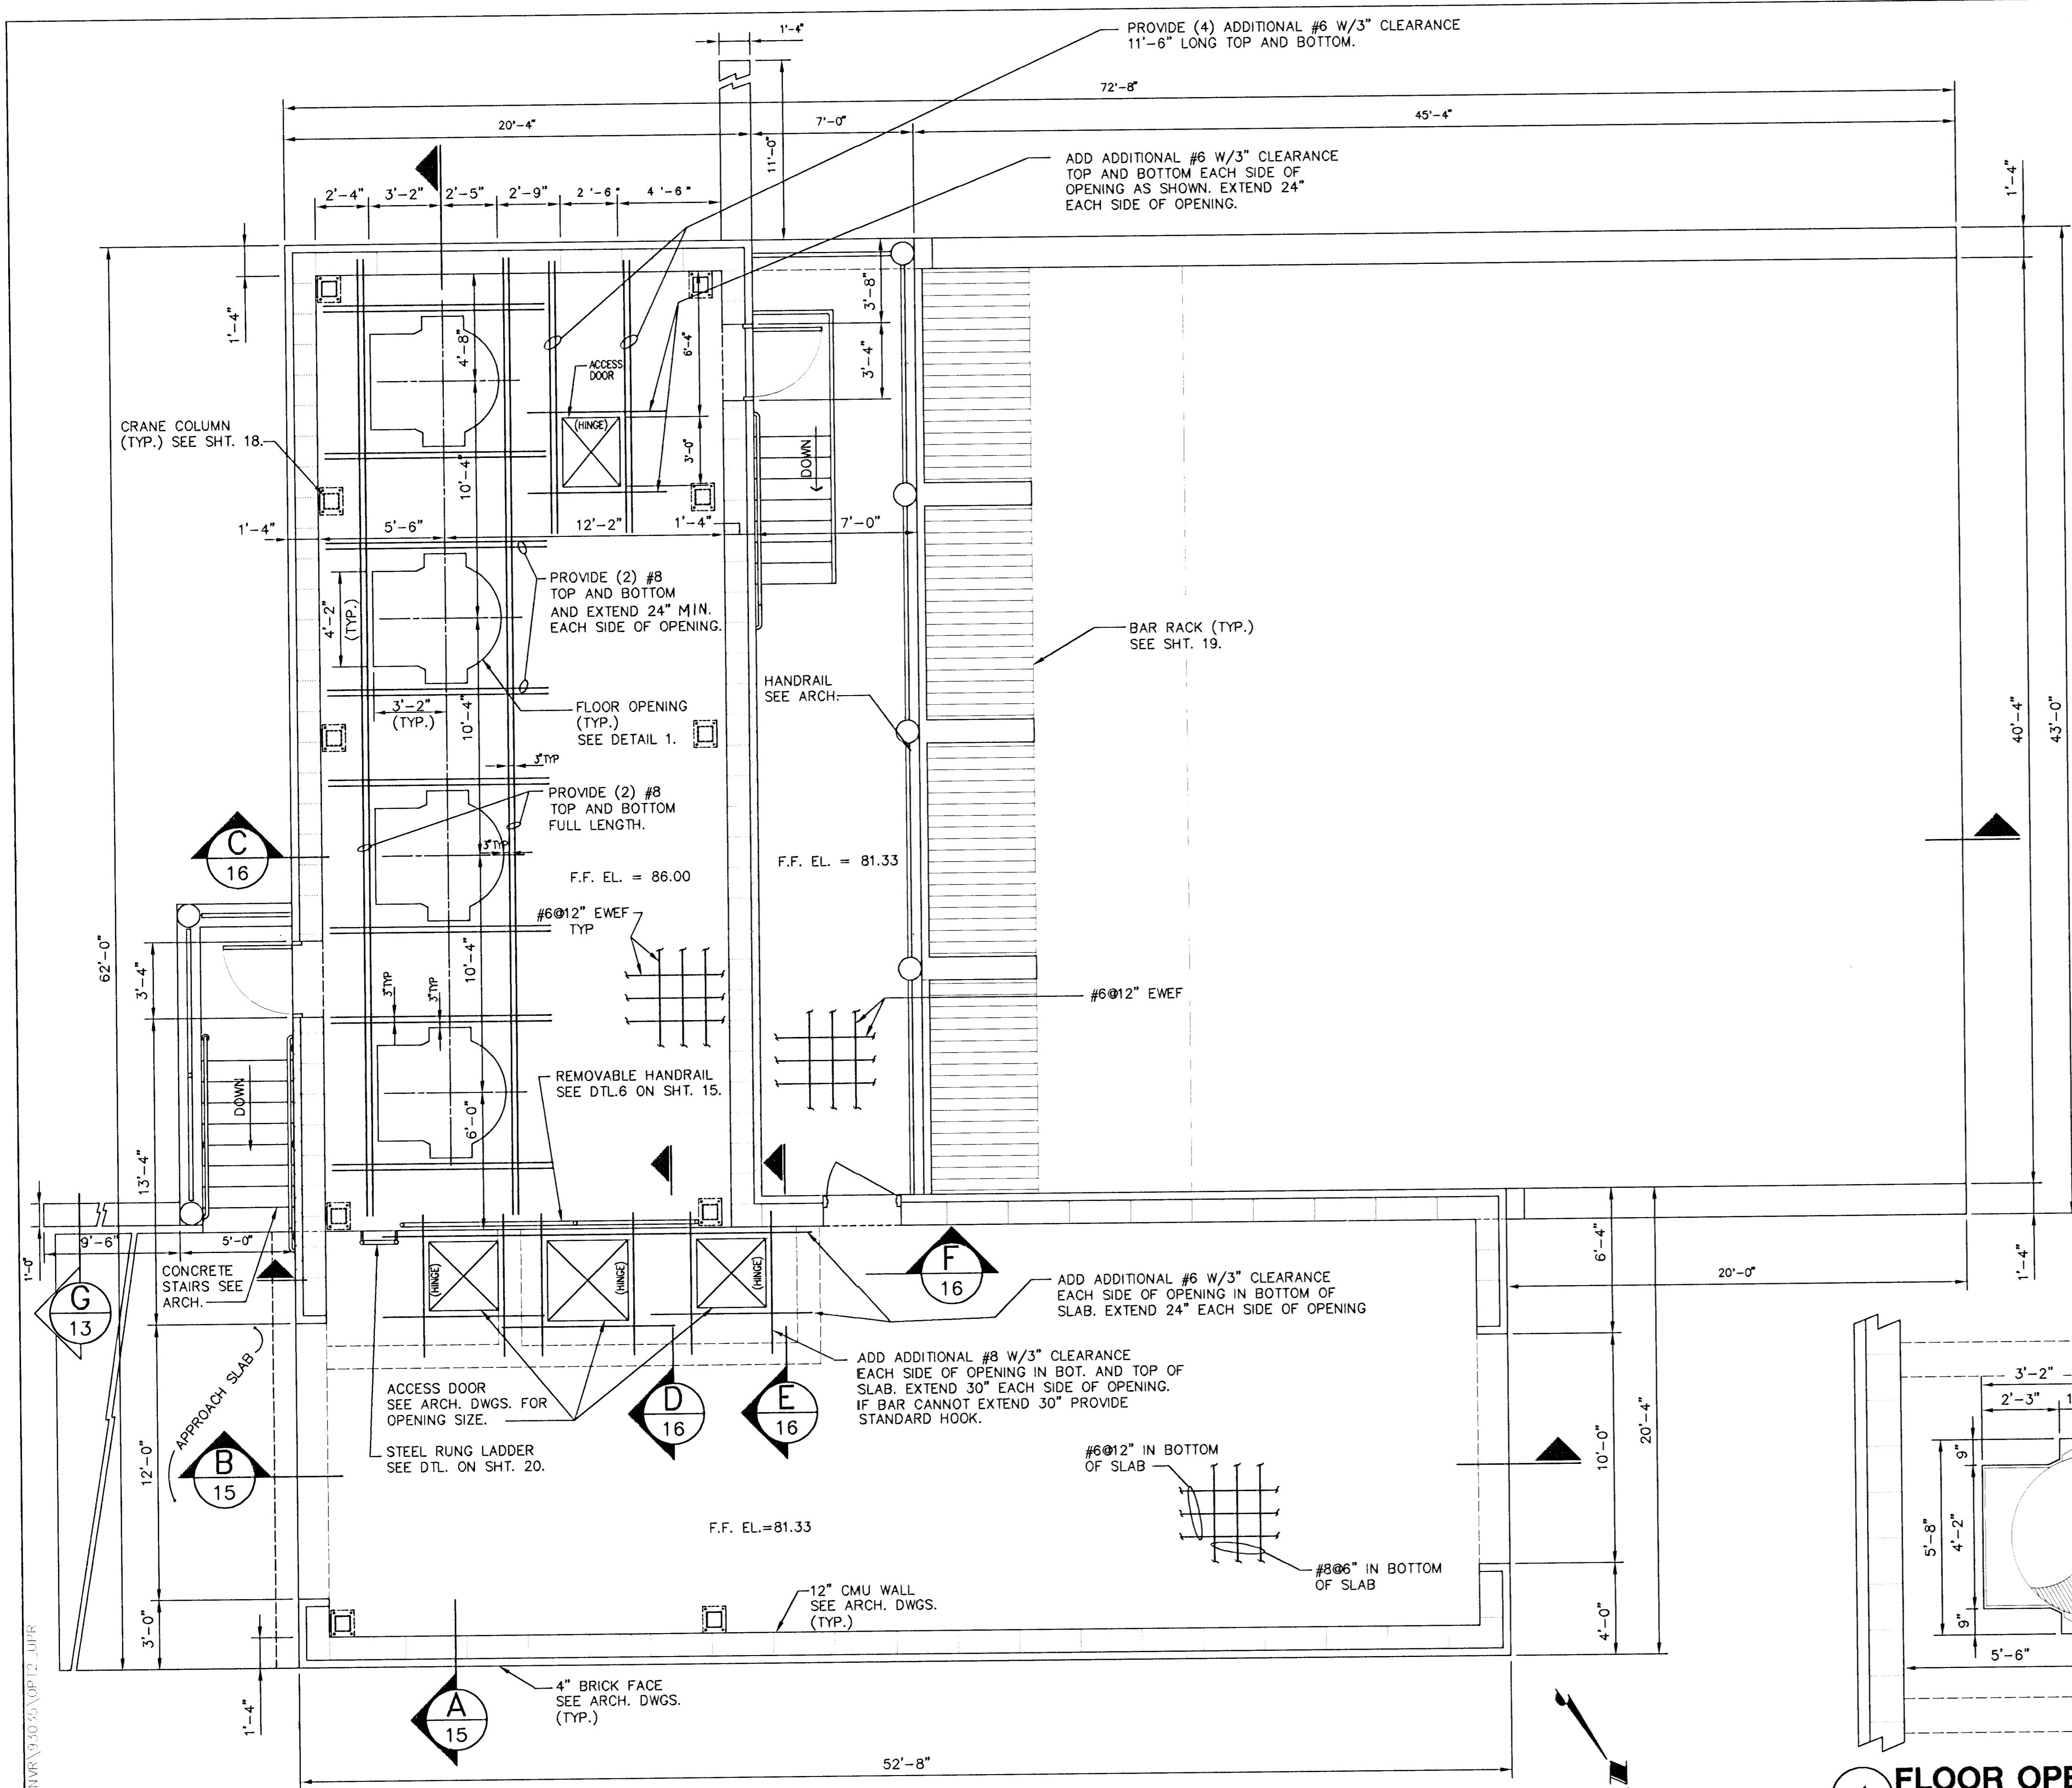 1'-4"
PROVIDE (4) ADDITIONAL #6 W/3" CLEARANCE
11'-6" LONG TOP AND BOTTOM.
72'-8"
20'-4"
7'-0"
45'-4"
11'-0"
ADD ADDITIONAL #6 W/3" CLEARANCE
TOP AND BOTTOM EACH SIDE OF
OPENING AS SHOWN. EXTEND 24"
EACH SIDE OF OPENING.
1'-4"
2'-4"
3'-2"
2'-5"
2'-9"
2'-6"
4'-6"
1'-4"
3'-8"
4'-8"
6'-4"
3'-4"
ACCESS
DOOR
(HINGE)
CRANE COLUMN
(TYP.) SEE SHT. 18.
3'-0"
DOWN
10'-4"
1'-4"
5'-6"
12'-2"
1'-4"
7'-0"
PROVIDE (2) #8
TOP AND BOTTOM
AND EXTEND 24" MIN.
EACH SIDE OF OPENING.
4'-2"
(TYP.)
BAR RACK (TYP.)
SEE SHT. 19.
HANDRAIL
SEE ARCH.
3'-2"
(TYP.)
FLOOR OPENING
(TYP.)
SEE DETAIL 1.
10'-4"
40'-4"
43'-0"
3"TYP
PROVIDE (2) #8
TOP AND BOTTOM
FULL LENGTH.
3"TYP
C
16
F.F. EL. = 86.00
F.F. EL. = 81.33
#6@12" EWEF
TYP
62'-0"
3'-4"
10'-4"
3"TYP
3"TYP
#6@12" EWEF
REMOVABLE HANDRAIL
SEE DTL.6 ON SHT. 15.
DOWN
6'-0"
13'-4"
1'-0"
9'-6"
5'-0"
CONCRETE
STAIRS SEE
ARCH.
G
13
(HINGE)
(HINGE)
(HINGE)
F
16
6'-4"
20'-0"
1'-4"
ADD ADDITIONAL #6 W/3" CLEARANCE
EACH SIDE OF OPENING IN BOTTOM OF
SLAB. EXTEND 24" EACH SIDE OF OPENING
ADD ADDITIONAL #8 W/3" CLEARANCE
EACH SIDE OF OPENING IN BOT. AND TOP OF
SLAB. EXTEND 30" EACH SIDE OF OPENING.
IF BAR CANNOT EXTEND 30" PROVIDE
STANDARD HOOK.
APPROACH SLAB
ACCESS DOOR
SEE ARCH. DWGS. FOR
OPENING SIZE.
D
16
E
16
STEEL RUNG LADDER
SEE DTL. ON SHT. 20.
B
15
12'-0"
#6@12" IN BOTTOM
OF SLAB
10'-0"
20'-4"
F.F. EL.=81.33
#8@6" IN BOTTOM
OF SLAB
12" CMU WALL
SEE ARCH. DWGS.
(TYP.)
3'-0"
4'-0"
1'-4"
4" BRICK FACE
SEE ARCH. DWGS.
(TYP.)
A
15
52'-8"
3'-2"
2'-3"
9"
5'-8"
4'-2"
9"
5'-6"
FLOOR OPE
NVR\93035\OP12_UPR